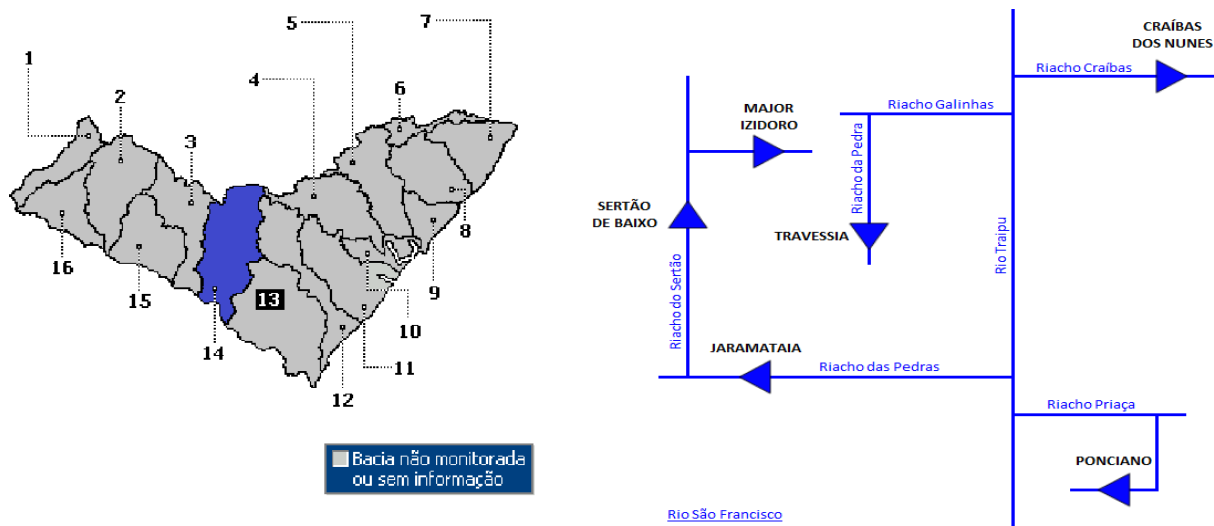 1
2
3
4
5
6
7
8
9
10
11
12
13
14
15
16
Bacia não monitorada
ou sem informação
CRAÍBAS
DOS NUNES
Riacho Craíbas
MAJOR
IZIDORO
Riacho Galinhas
Riacho da Pedra
SERTÃO
DE BAIXO
TRAVESSIA
Rio Traipu
Riacho do Sertão
JARAMATAIA
Riacho das Pedras
Riacho Priaça
PONCIANO
Rio São Francisco